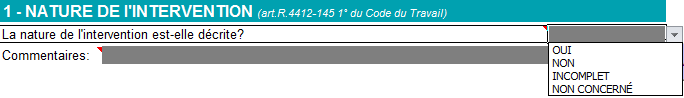 1 - NATURE DE l'INTERVENTION (art.R.4412-145 1° du Code du Travail)
La nature de l'intervention est-elle décrite?
Commentaires:
OUI
NON
INCOMPLET
NON CONCERNÉ